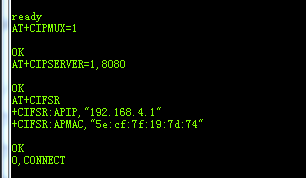 ready
AT+CIPMUX=1
OK
AT+CIPSERVER=1,8080
OK
AT+CIFSR
+CIFSR:APIP,"192.168.4.1"
+CIFSR:APMAC,"5e:cf:7f:19:7d:74"
OK
0,CONNECT